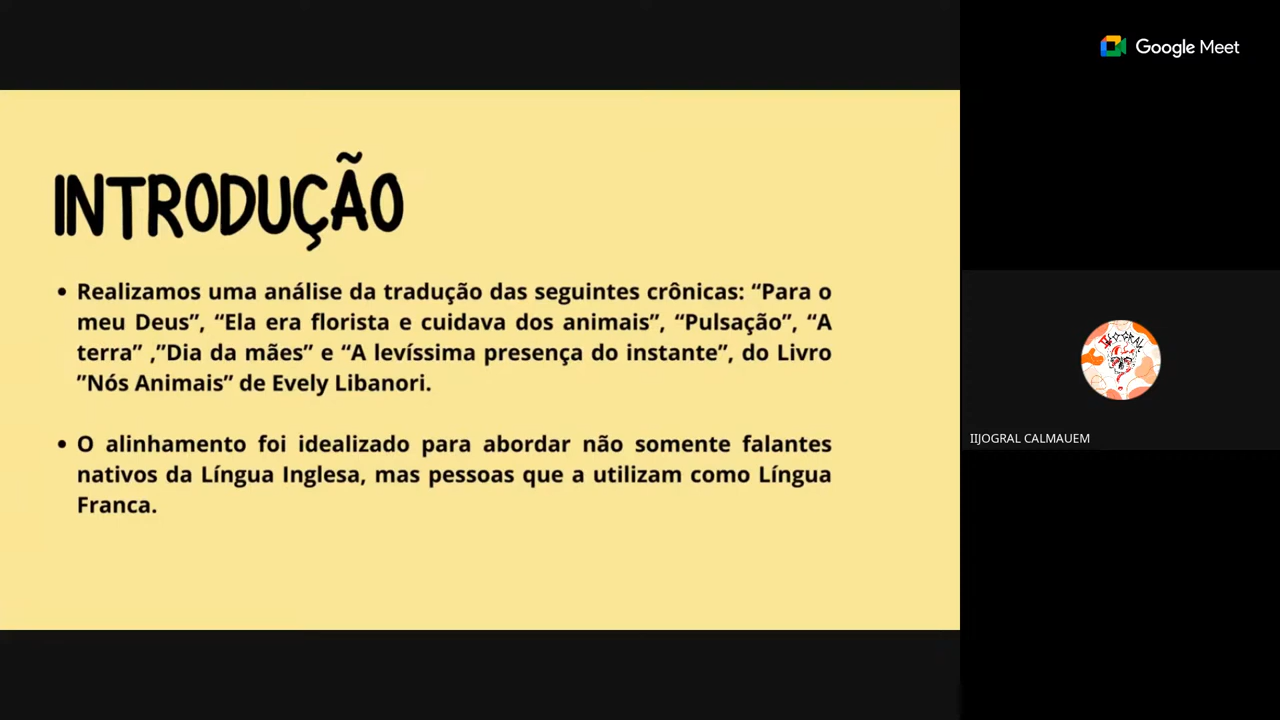 Google Meet
INTRODUÇÃO
• Realizamos uma análise da tradução das seguintes crônicas: “Para o
meu Deus”, “Ela era florista e cuidava dos animais”, “Pulsação”, “A
terra” ,”Dia da mães” e “A levíssima presença do instante”, do Livro
”Nós Animais” de Evely Libanori.
• O alinhamento foi idealizado para abordar não somente falantes
nativos da Língua Inglesa, mas pessoas que a utilizam como Língua
Franca.
IIJOGRAL CALMAUEM